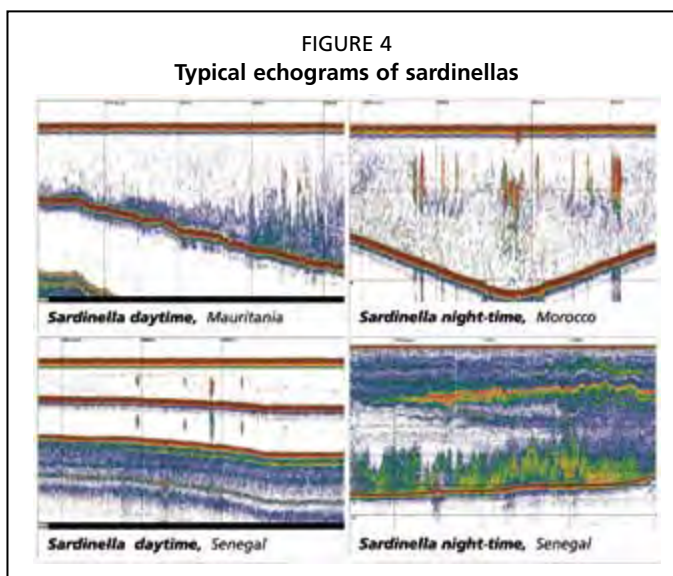 FIGURE 4
Typical echograms of sardinellas
Sardinella daytime, Mauritania
Sardinella night-time, Morocco
Sardinella daytime, Senegal
Sardinella night-time, Senegal